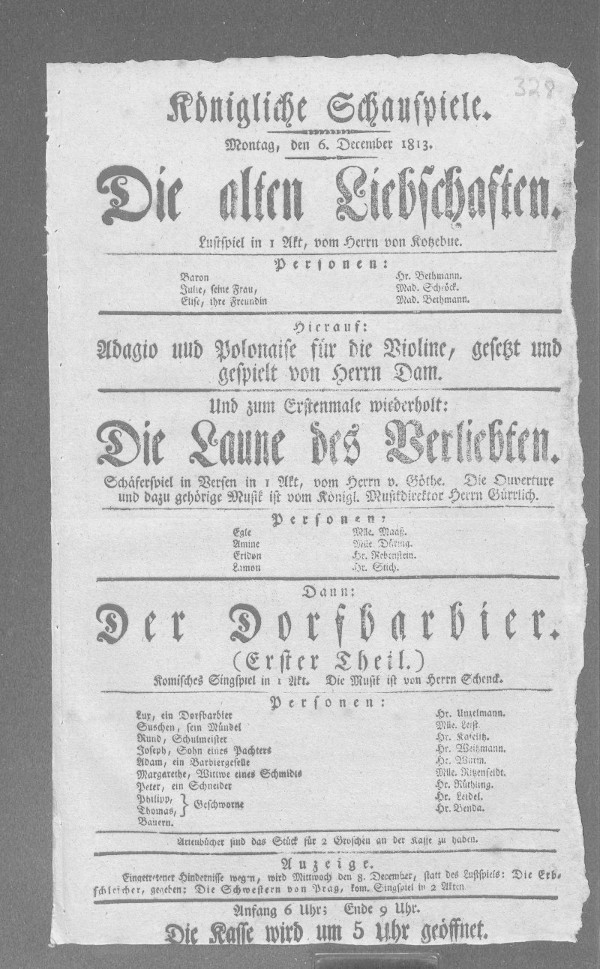 328
Königliche Schauspiele.
Montag, den 6. December 1813.
Die alten Liebschaften.
Lustspiel in 1 Akt, vom Herrn von Kotzebue.
Personen:
Baron Hr. Bethmann.
Julie, seine Frau, Mad. Schröck.
Elise, ihre Freundin Mad. Bethmann.
Hierauf:
Adagio und Polonaise für die Violine, gesetzt und
gespielt von Herrn Dam.
Und zum Erstenmale wiederholt:
Die Laune des Verliebten.
Schäferspiel in Versen in 1 Akt, vom Herrn v. Göthe. Die Ouverture
und dazu gehörige Musik ist vom Königl. Musikdirektor Herrn Gürrlich.
Personen:
Egle Mlle. Maaß.
Amine Mlle. Düring.
Eridon Hr. Rebenstein.
Lamon Hr. Stich.
Dann:
Der Dorfbarbier.
(Erster Theil.)
Komisches Singspiel in 1 Akt. Die Musik ist von Herrn Schenck.
Personen:
Lux, ein Dorfbarbier Hr. Unzelmann.
Suschen, sein Mündel Mlle. Leist.
Rund, Schulmeister Hr. Kaselitz.
Joseph, Sohn eines Pachters Hr. Weitzmann.
Adam, ein Barbiergeselle Hr. Wurm.
Margarethe, Wittwe eines Schmidts Mlle. Ritzenfeldt.
Peter, ein Schneider Hr. Rüthling.
Philipp, } Geschworne Hr. Leidel.
Thomas, Hr. Benda.
Bauern.
Arienbücher sind das Stück für 2 Groschen an der Kasse zu haben.
Anzeige.
Eingetretener Hindernisse wegen, wird Mittwoch den 8. December, statt des Lustspiels: Die Erb-
schleicher, gegeben: Die Schwestern von Prag, kom. Singspiel in 2 Akten
Anfang 6 Uhr; Ende 9 Uhr.
Die Kasse wird um 5 Uhr geöffnet.